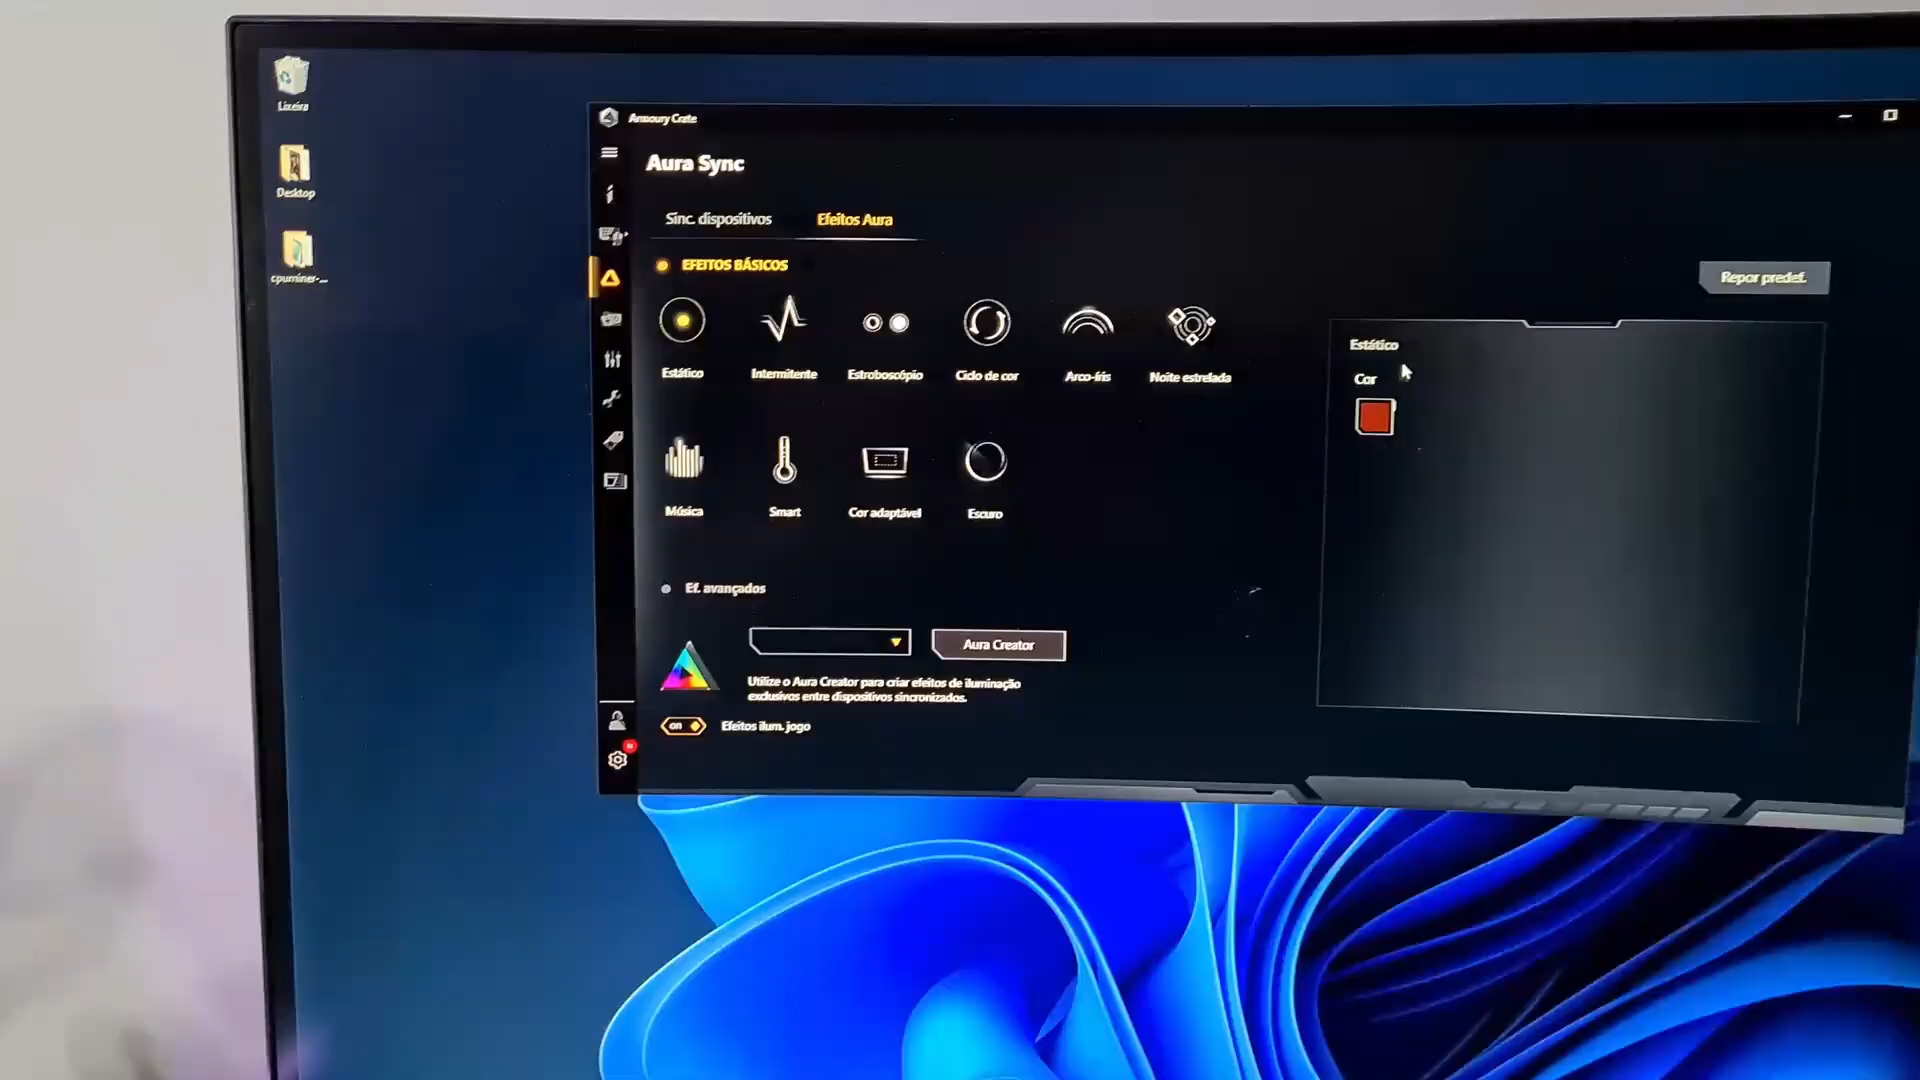 Lixeira
Desktop
cpuminer-...
Armoury Crate
Aura Sync
Sinc. dispositivos
Efeitos Aura
EFEITOS BÁSICOS
Repor predef.
Estático
Intermitente
Estroboscópio
Ciclo de cor
Arco-íris
Noite estrelada
Estático
Cor
Música
Smart
Cor adaptável
Escuro
Ef. avançados
Aura Creator
Utilize o Aura Creator para criar efeitos de iluminação
exclusivos entre dispositivos sincronizados.
on
Efeitos ilum. jogo